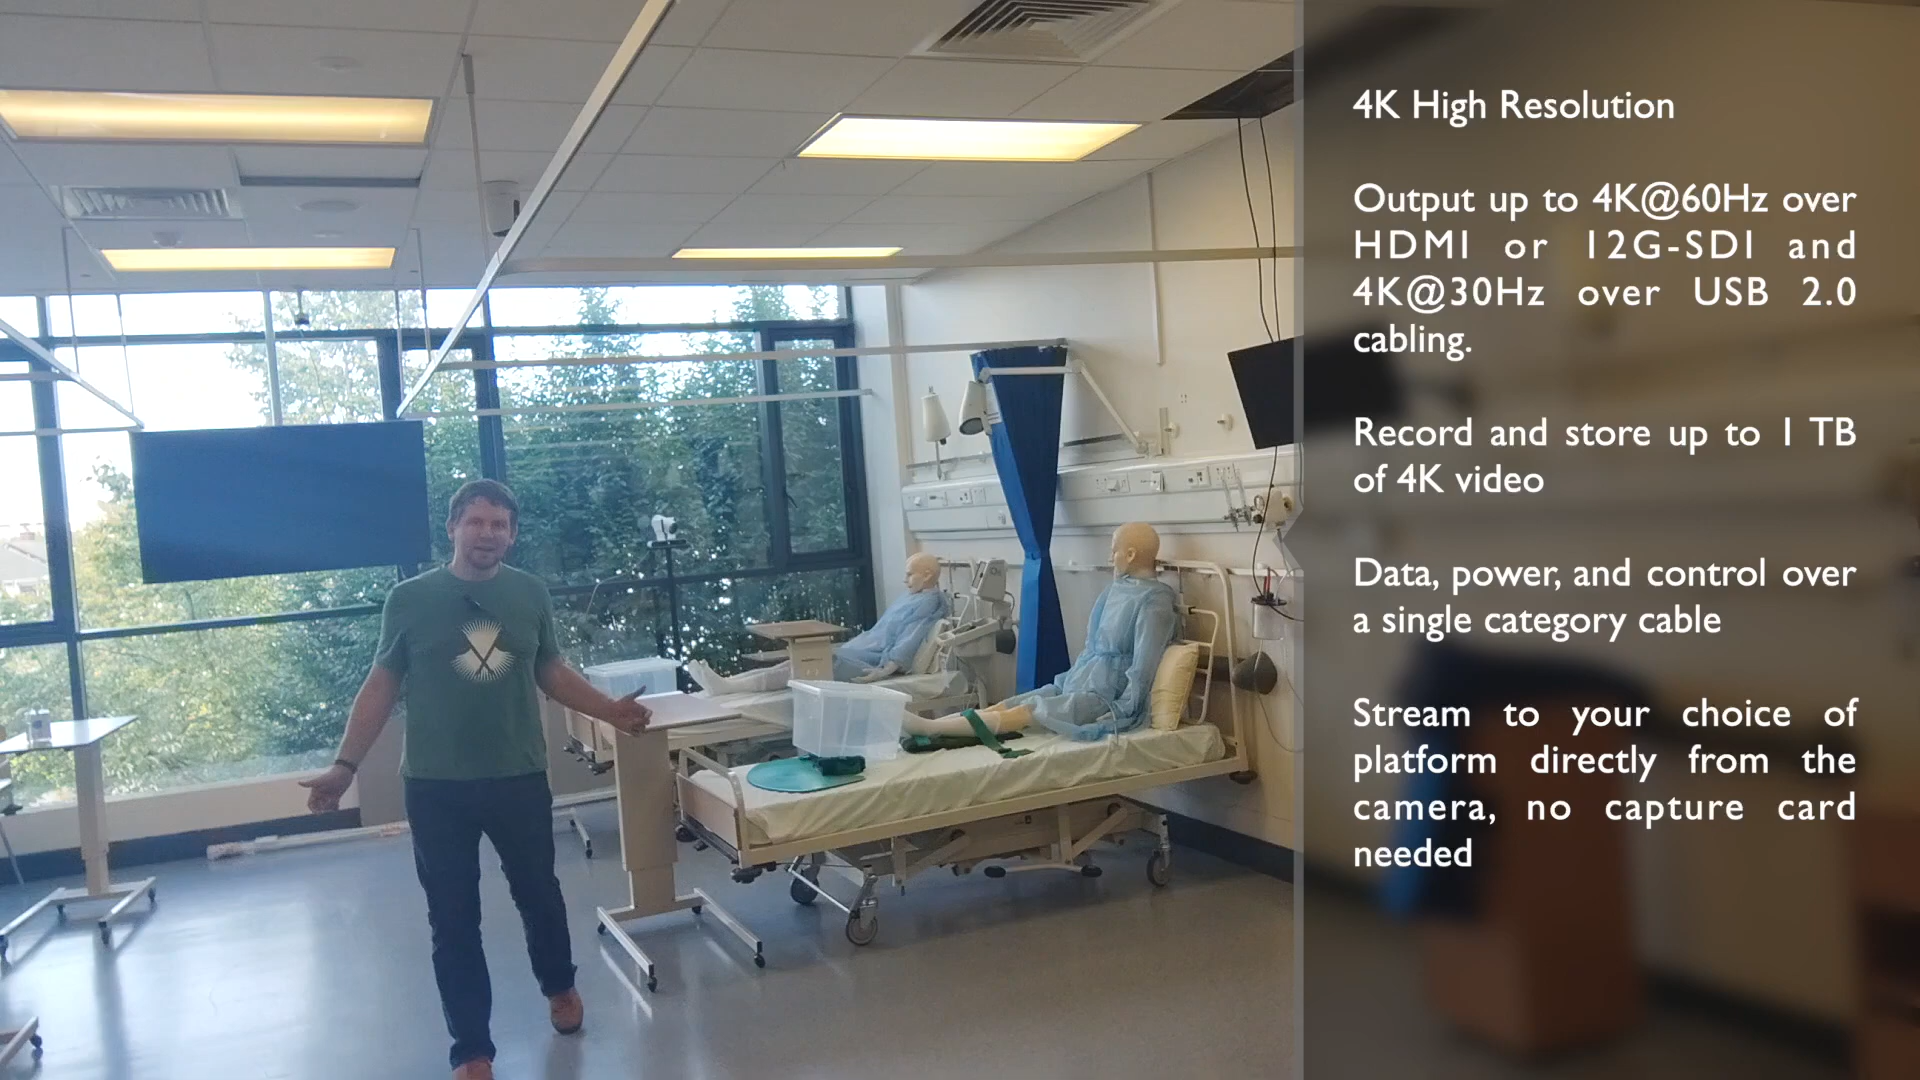 4K High Resolution
Output up to 4K@60Hz over
HDMI or 12G-SDI and
4K@30Hz over USB 2.0
cabling.
Record and store up to 1 TB
of 4K video
Data, power, and control over
a single category cable
Stream to your choice of
platform directly from the
camera, no capture card
needed